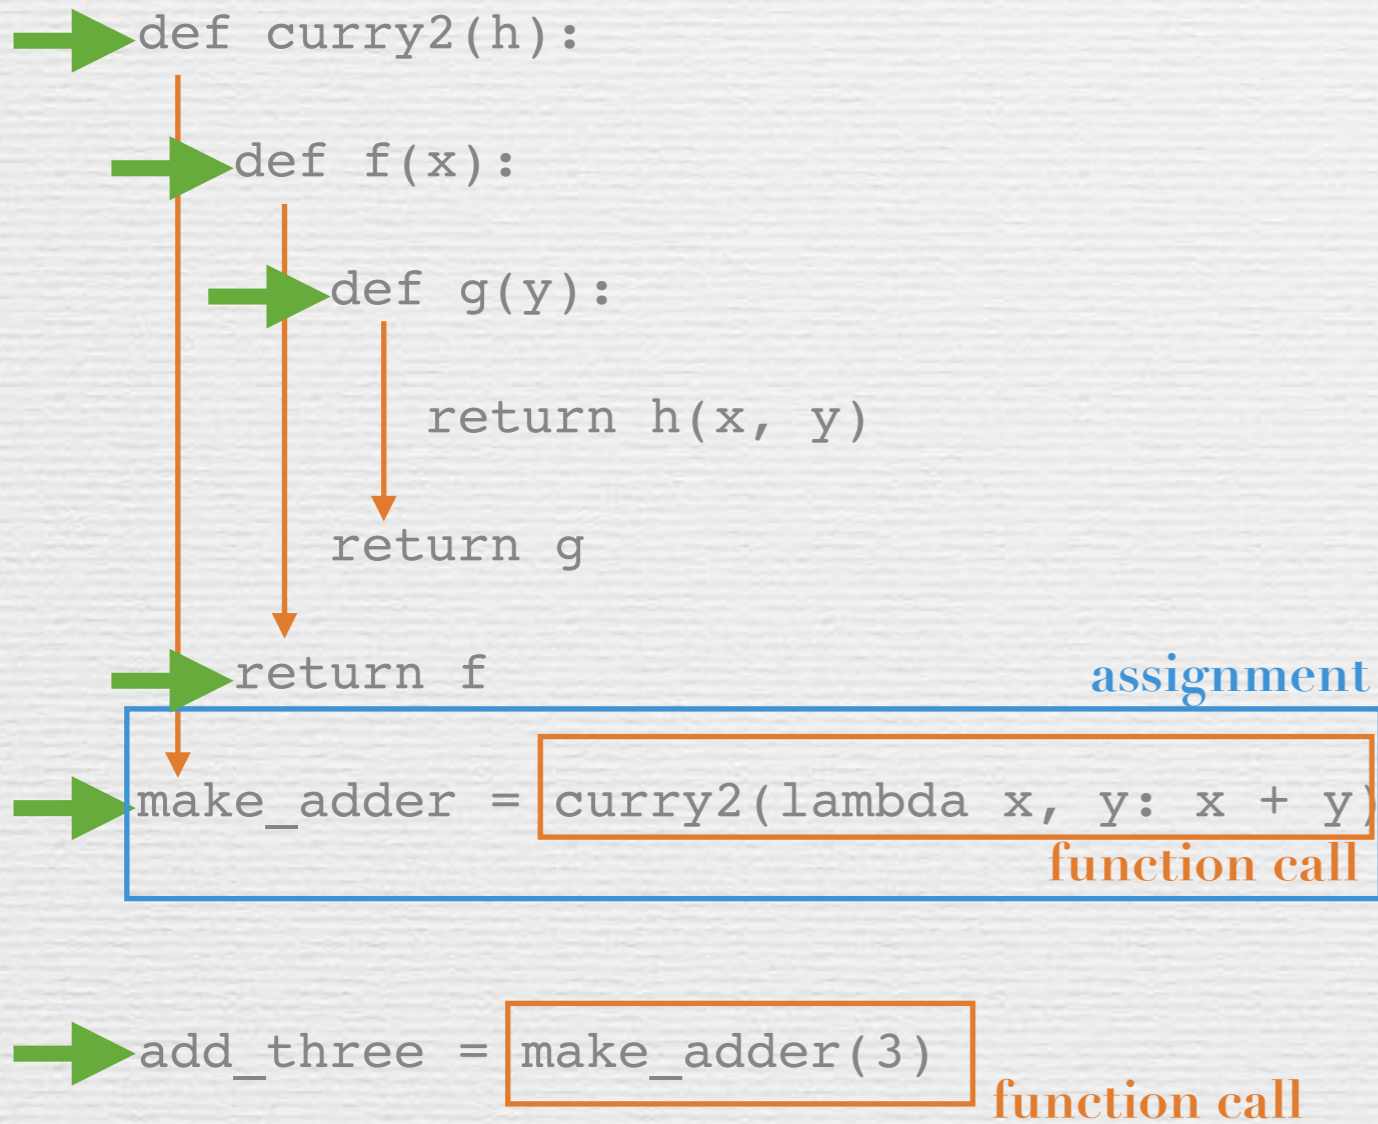 def curry2(h):
def f(x):
def g(y):
return h(x, y)
return g
return f
assignment
make_adder = curry2(lambda x, y: x + y)
function call
add_three = make_adder(3)
function call